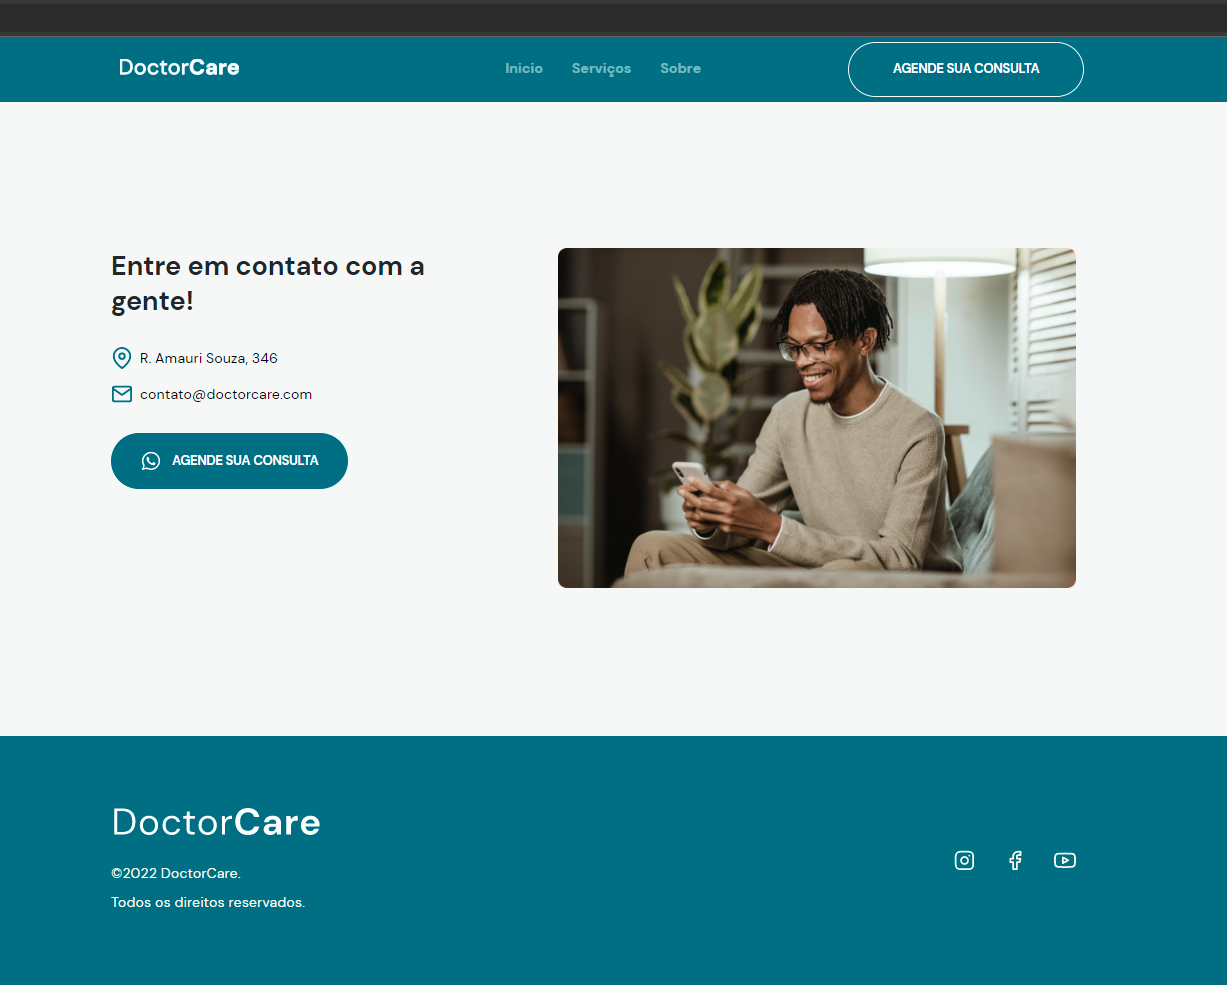 DoctorCare
Inicio
Serviços
Sobre
AGENDE SUA CONSULTA
Entre em contato com a
gente!
R. Amauri Souza, 346
contato@doctorcare.com
AGENDE SUA CONSULTA
DoctorCare
©2022 DoctorCare.
Todos os direitos reservados.